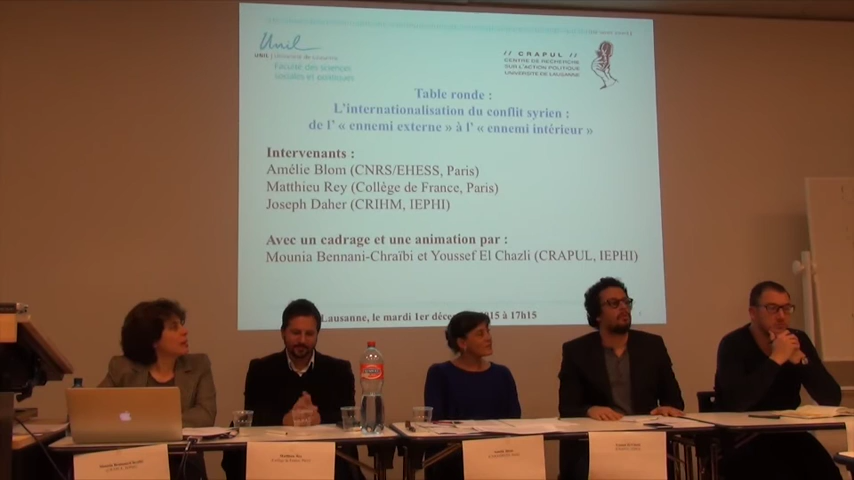 Unil
UNIL | Université de Lausanne
Faculté des sciences
sociales et politiques
// CRAPUL //
CENTRE DE RECHERCHE
SUR L'ACTION POLITIQUE
UNIVERSITÉ DE LAUSANNE
Table ronde :
L'internationalisation du conflit syrien :
de l' « ennemi externe » à l' « ennemi intérieur »
Intervenants :
Amélie Blom (CNRS/EHESS, Paris)
Matthieu Rey (Collège de France, Paris)
Joseph Daher (CRIHM, IEPHI)
Avec un cadrage et une animation par :
Mounia Bennani-Chraïbi et Youssef El Chazli (CRAPUL, IEPHI)
Lausanne, le mardi 1er 2015 à 17h15